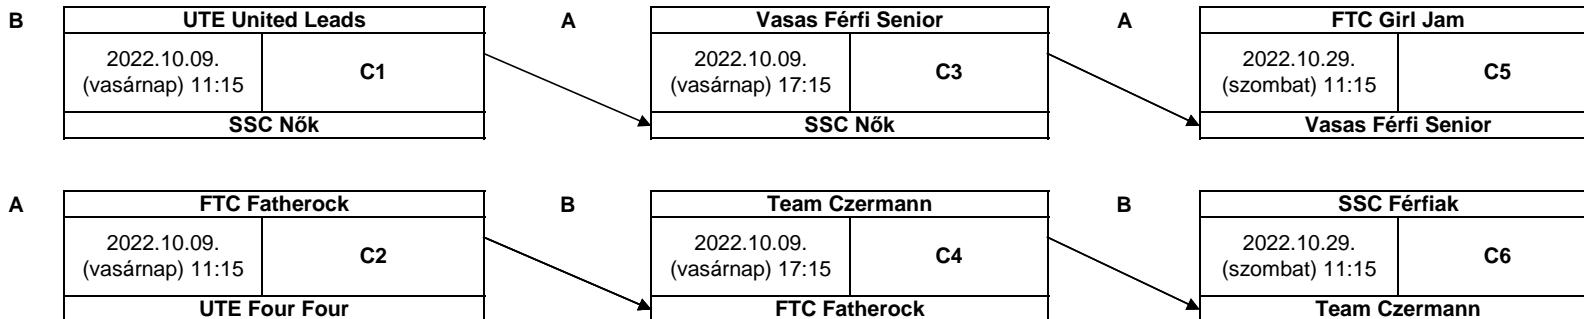 B UTE United Leads A Vasas Férfi Senior A FTC Girl Jam
2022.10.09. 2022.10.09. 2022.10.29.
C1 C3 C5
(vasárnap) 11:15 (vasárnap) 17:15 (szombat) 11:15
SSC Nők SSC Nők Vasas Férfi Senior
A FTC Fatherock B Team Czermann B SSC Férfiak
2022.10.09. 2022.10.09. 2022.10.29.
C2 C4 C6
(vasárnap) 11:15 (vasárnap) 17:15 (szombat) 11:15
UTE Four Four FTC Fatherock Team Czermann